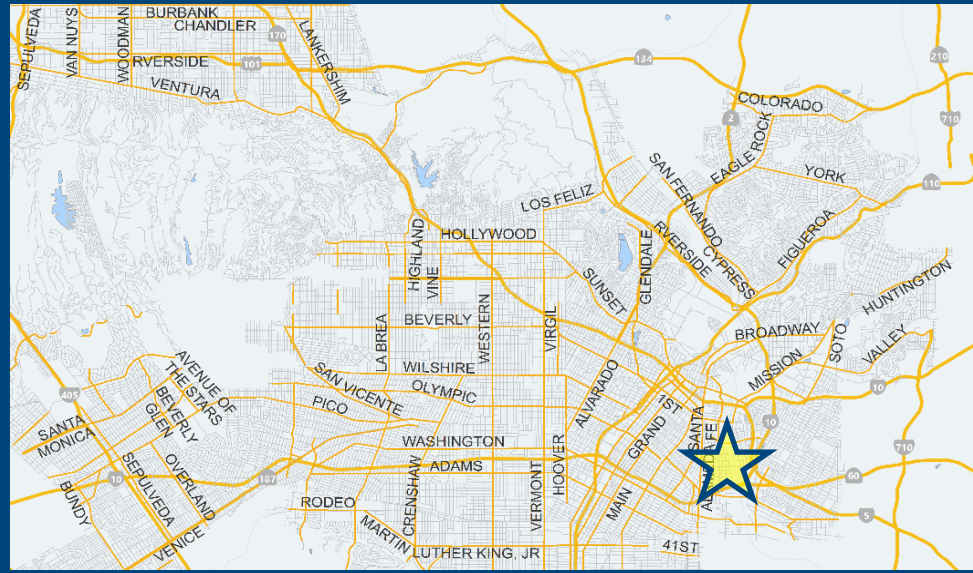 BURBANK
CHANDLER
SEPULVEDA
VAN NUYS
WOODMAN
170
LANKERSHIM
RVERSIDE
101
134
210
VENTURA
COLORADO
2
710
EAGLE ROCK
SAN FERNANDO
YORK
110
LOS FELIZ
FIGUEROA
HIGHLAND
VINE
HOLLYWOOD
RVERSIDE
CYPRESS
GLENDALE
SUNSET
HUNTINGTON
LA BREA
BEVERLY
WESTERN
VIRGIL
BROADWAY
SOTO
VALLEY
MISSION
AVENUE OF
THE STARS
WILSHIRE
SAN VICENTE
OLYMPIC
ALVARADO
405
BEVERLY
GLEN
PICO
1ST
10
SANTA
MONICA
GRAND
SANTA
FE
10
WASHINGTON
710
ADAMS
HOOVER
10
SEPULVEDA
OVERLAND
187
60
BUNDY
RODEO
CRENSHAW
VERMONT
MAIN
5
VENICE
MARTIN
LUTHER KING, JR
41ST